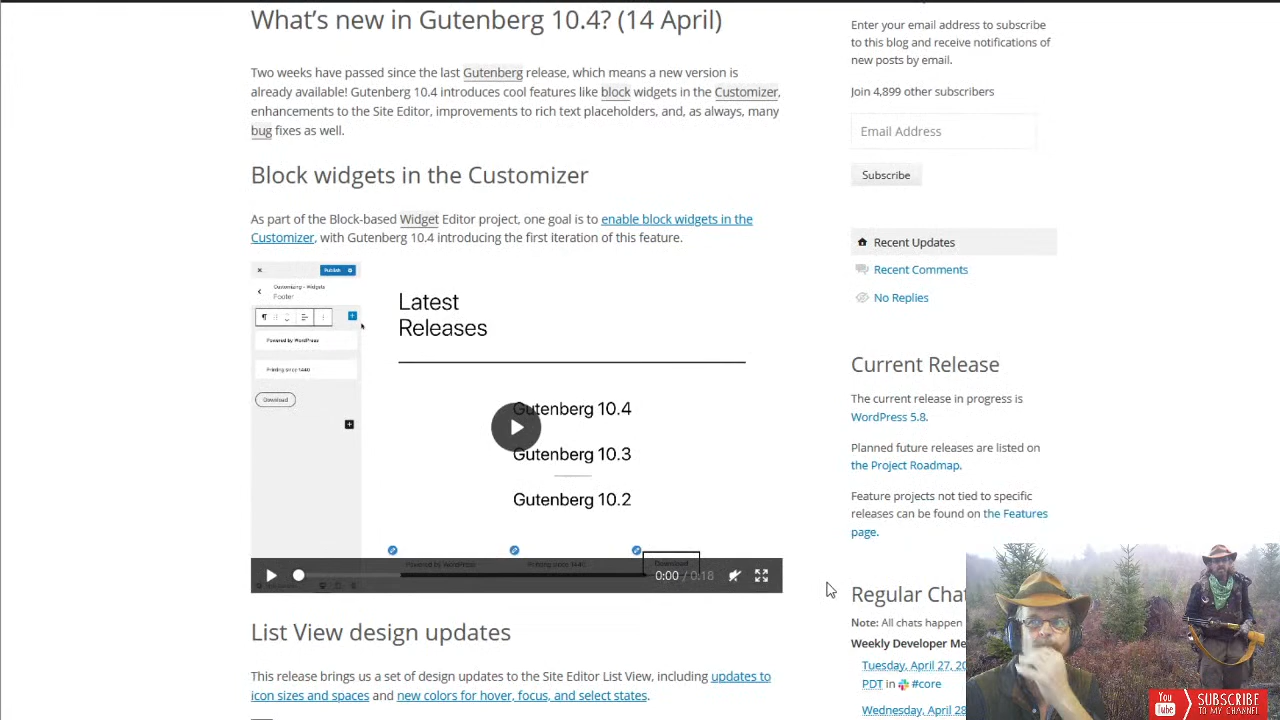 What's new in Gutenberg 10.4? (14 April)
Two weeks have passed since the last Gutenberg release, which means a new version is
already available! Gutenberg 10.4 introduces cool features like block widgets in the Customizer,
enhancements to the Site Editor, improvements to rich text placeholders, and, as always, many
bug fixes as well.
Block widgets in the Customizer
As part of the Block-based Widget Editor project, one goal is to enable block widgets in the
Customizer, with Gutenberg 10.4 introducing the first iteration of this feature.
Publish
Customizing · Widgets
Footer
Powered by WordPress
Printing since 1440
Download
Latest
Releases
Gutenberg 10.4
Gutenberg 10.3
Gutenberg 10.2
Powered by WordPress
Printing since 1440
Download
0:00 / 0:18
List View design updates
This release brings us a set of design updates to the Site Editor List View, including updates to
icon sizes and spaces and new colors for hover, focus, and select states.
Enter your email address to subscribe
to this blog and receive notifications of
new posts by email.
Join 4,899 other subscribers
Email Address
Subscribe
Recent Updates
Recent Comments
No Replies
Current Release
The current release in progress is
WordPress 5.8.
Planned future releases are listed on
the Project Roadmap.
Feature projects not tied to specific
releases can be found on the Features
page.
Regular Cha
Note: All chats happen
Weekly Developer Me
Tuesday, April 27, 20
PDT in #core
Wednesday, April 28
You
Tube
SUBSCRIBE
TO MY CHANNEL